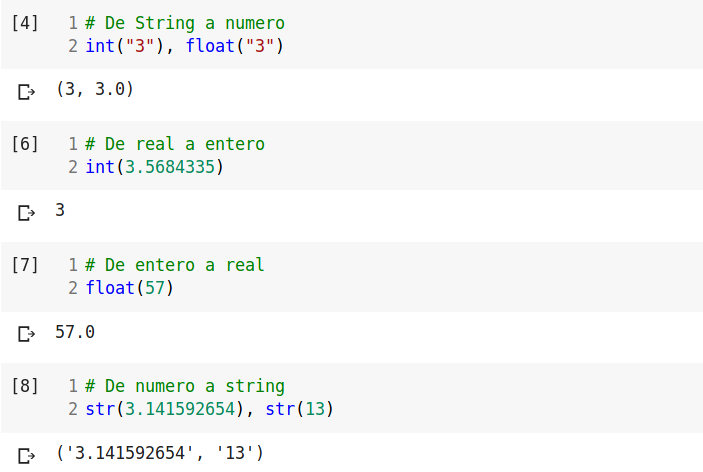 [4] 1 # De String a numero
2 int("3"), float("3")
(3, 3.0)
[6] 1 # De real a entero
2 int(3.5684335)
3
[7] 1 # De entero a real
2 float(57)
57.0
[8] 1 # De numero a string
2 str(3.141592654), str(13)
('3.141592654', '13')